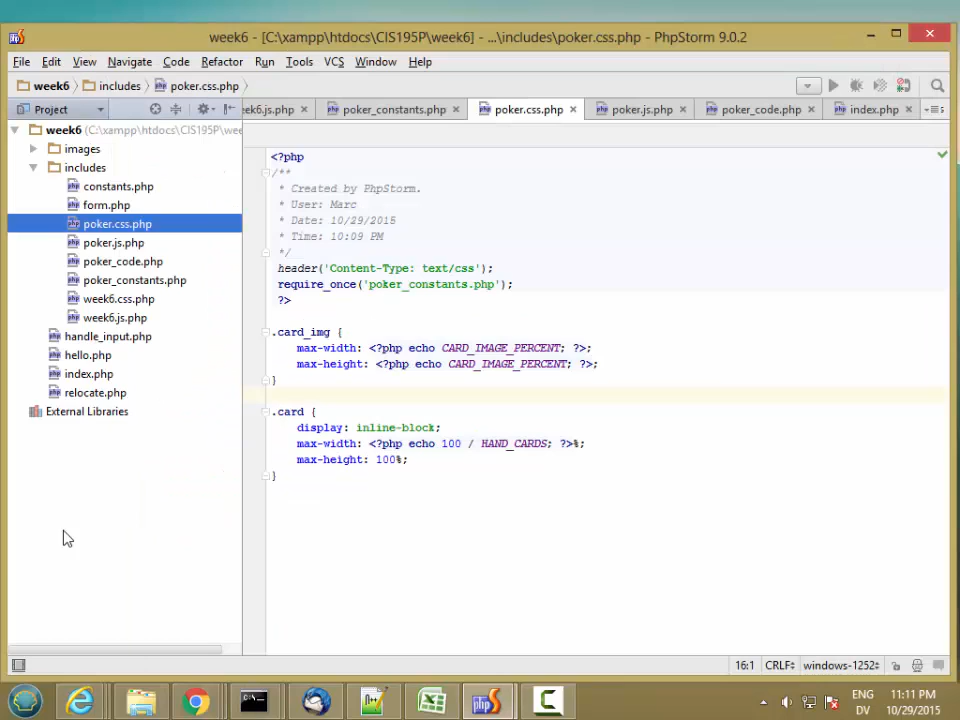 week6 - [C:\xampp\htdocs\CIS195P\week6] - ...\includes\poker.css.php - PhpStorm 9.0.2
File Edit View Navigate Code Refactor Run Tools VCS Window Help
week6 includes poker.css.php
Project
ek6.js.php poker_constants.php poker.css.php poker.js.php poker_code.php index.php
week6 (C:\xampp\htdocs\CIS195P\wee
images
includes
constants.php
form.php
poker.css.php
poker.js.php
poker_code.php
poker_constants.php
week6.css.php
week6.js.php
handle_input.php
hello.php
index.php
relocate.php
External Libraries
<?php
/**
* Created by PhpStorm.
* User: Marc
* Date: 10/29/2015
* Time: 10:09 PM
*/
header('Content-Type: text/css');
require_once('poker_constants.php');
?>
.card_img {
max-width: <?php echo CARD_IMAGE_PERCENT; ?>;
max-height: <?php echo CARD_IMAGE_PERCENT; ?>;
}
.card {
display: inline-block;
max-width: <?php echo 100 / HAND_CARDS; ?>%;
max-height: 100%;
}
16:1 CRLF windows-1252
ENG 11:11 PM
DV 10/29/2015